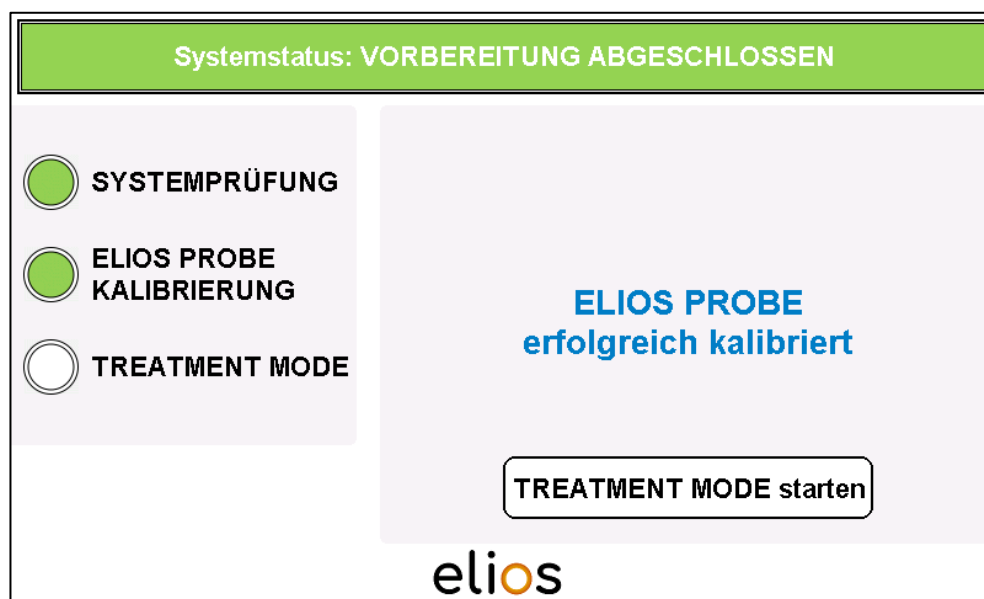 Systemstatus: VORBEREITUNG ABGESCHLOSSEN
SYSTEMPRÜFUNG
ELIOS PROBE
KALIBRIERUNG
TREATMENT MODE
ELIOS PROBE
erfolgreich kalibriert
TREATMENT MODE starten
elios